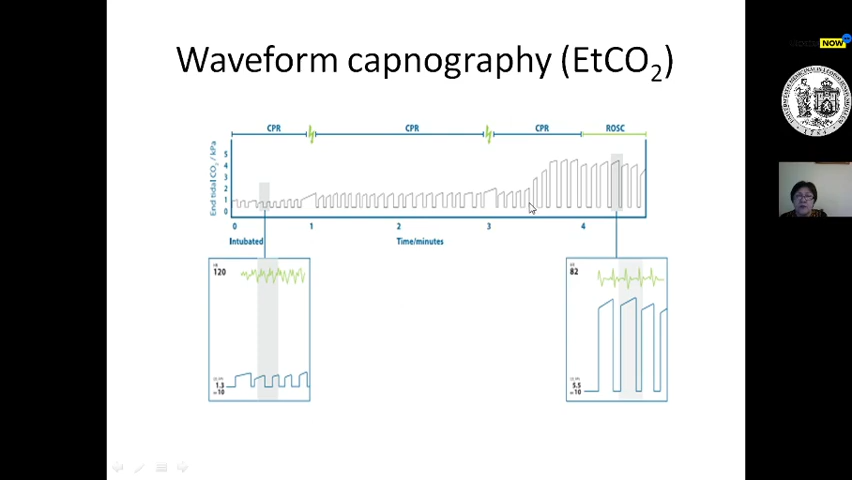 Waveform capnography (EtCO2)
NOW
CPR
CPR
CPR
ROSC
End tidal CO2 / kPa
5
4
3
2
1
0
0
1
2
3
4
Intubated
Time/minutes
120
82
1.3
10
5.5
10